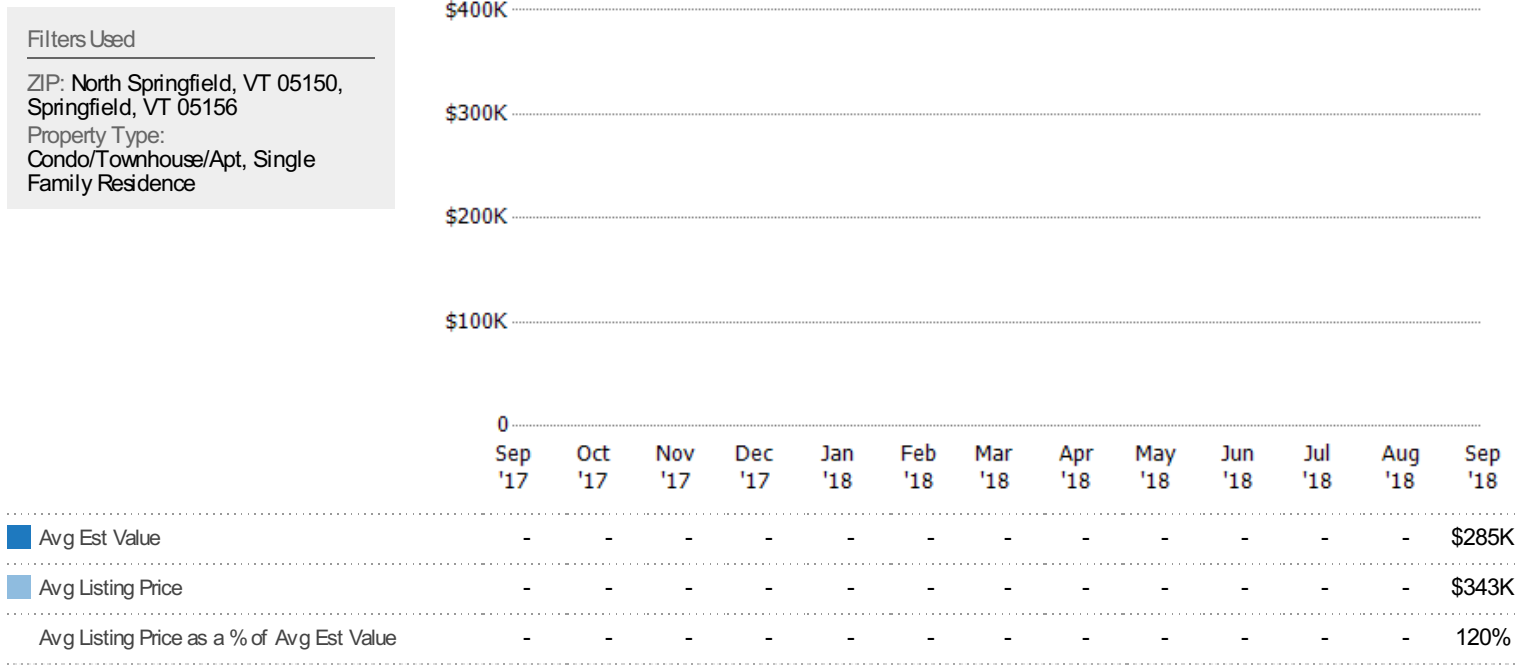 Filters Used
ZIP: North Springfield, VT 05150,
Springfield, VT 05156
Property Type:
Condo/Townhouse/Apt, Single
Family Residence
$400K
$300K
$200K
$100K
0
Sep Oct Nov Dec Jan Feb Mar Apr May Jun Jul Aug Sep
'17 '17 '17 '17 '18 '18 '18 '18 '18 '18 '18 '18 '18
Avg Est Value - - - - - - - - - - - - $285K
Avg Listing Price - - - - - - - - - - - - $343K
Avg Listing Price as a % of Avg Est Value - - - - - - - - - - - - 120%